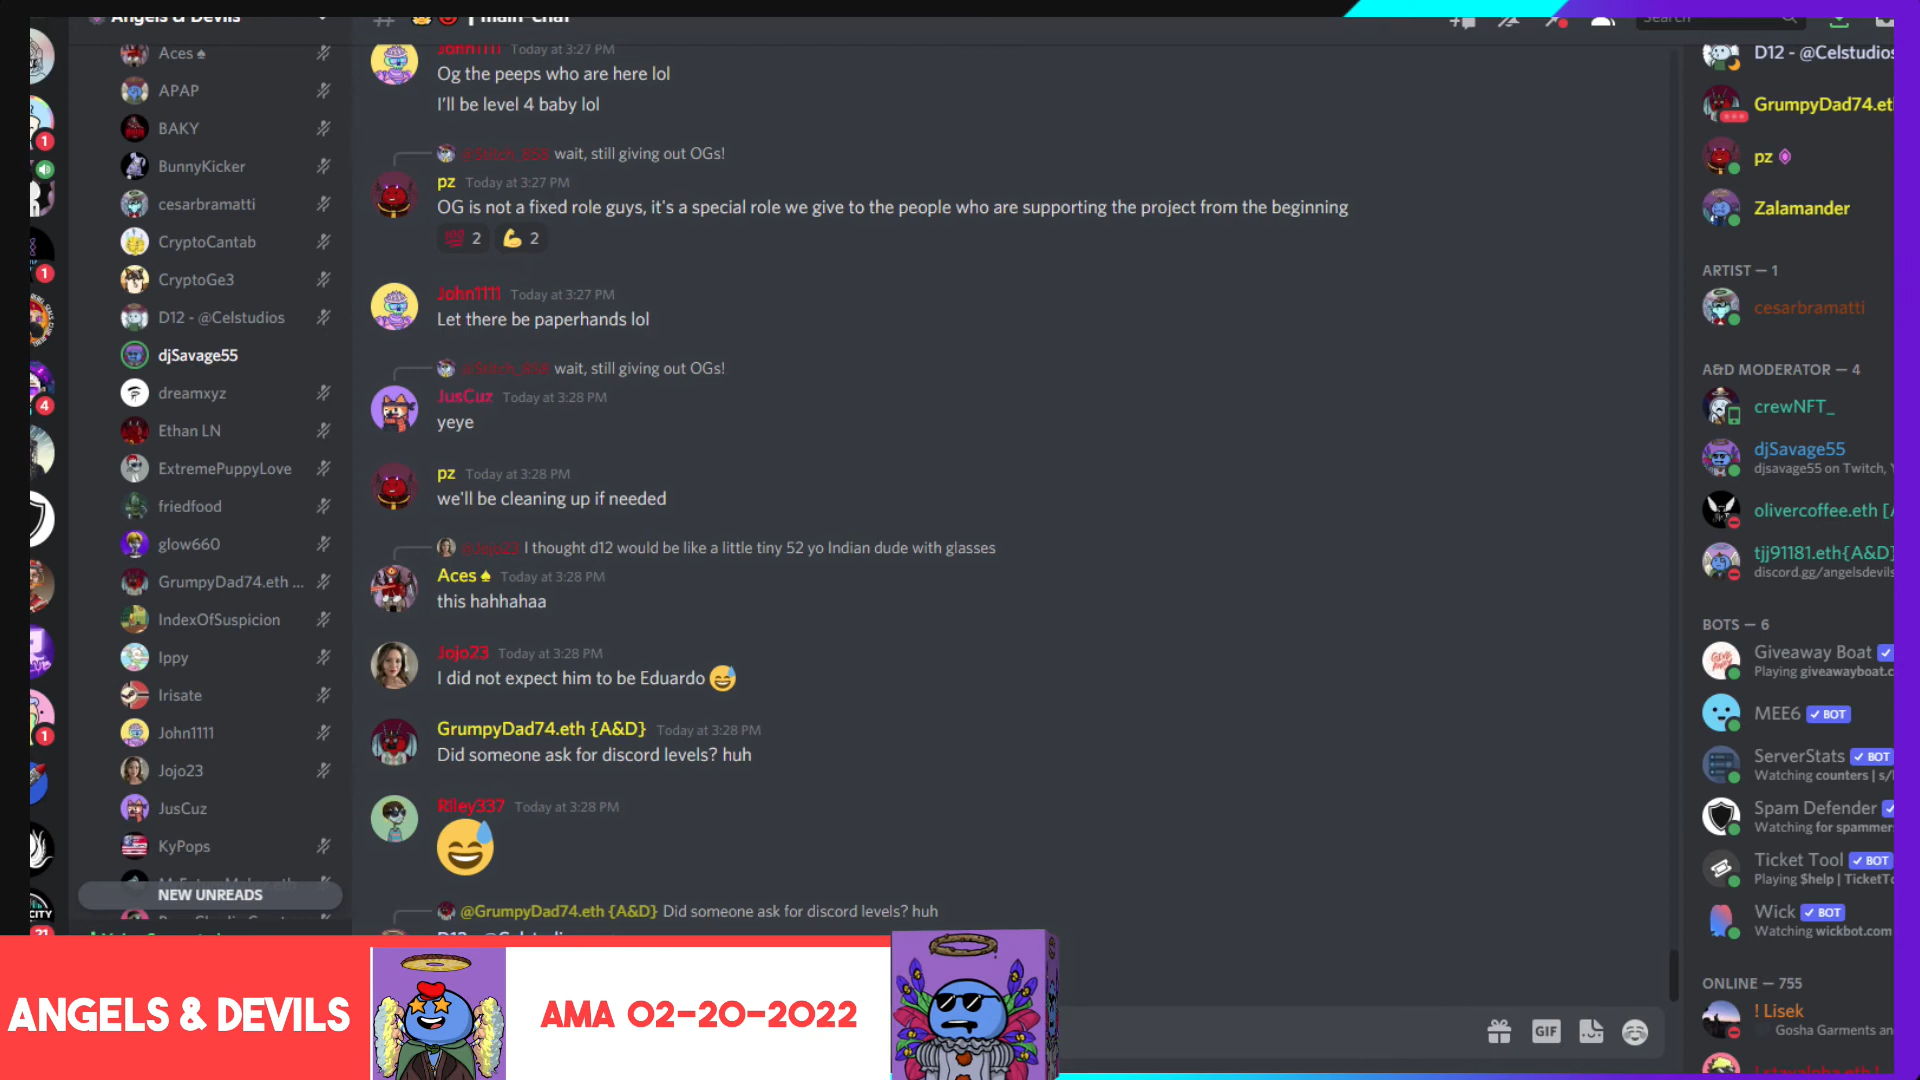 Angels & Devils
Aces ♠
APAP
BAKY
BunnyKicker
cesarbramatti
CryptoCantab
CryptoGe3
D12 - @Celstudios
djSavage55
dreamxyz
Ethan LN
ExtremePuppyLove
friedfood
glow660
GrumpyDad74.eth ...
IndexOfSuspicion
Ippy
Irisate
John1111
Jojo23
JusCuz
KyPops
NEW UNREADS
1
1
4
1
21
CITY
| main-chat
Search
John1111 Today at 3:27 PM
Og the peeps who are here lol
I'll be level 4 baby lol
@Stitch_858 wait, still giving out OGs!
pz Today at 3:27 PM
OG is not a fixed role guys, it's a special role we give to the people who are supporting the project from the beginning
💯 2 💪 2
John1111 Today at 3:27 PM
Let there be paperhands lol
@Stitch_858 wait, still giving out OGs!
JusCuz Today at 3:28 PM
yeye
pz Today at 3:28 PM
we'll be cleaning up if needed
@Jojo23 I thought d12 would be like a little tiny 52 yo Indian dude with glasses
Aces ♠ Today at 3:28 PM
this hahhahaa
Jojo23 Today at 3:28 PM
I did not expect him to be Eduardo 😅
GrumpyDad74.eth {A&D} Today at 3:28 PM
Did someone ask for discord levels? huh
Riley337 Today at 3:28 PM
😅
@GrumpyDad74.eth {A&D} Did someone ask for discord levels? huh
GIF
D12 - @Celstudios
GrumpyDad74.et
pz
Zalamander
ARTIST — 1
cesarbramatti
A&D MODERATOR — 4
crewNFT_
djSavage55
djsavage55 on Twitch, Y
olivercoffee.eth [A
tjj91181.eth{A&D}
discord.gg/angelsdevils
BOTS — 6
Giveaway Boat ✓
Playing giveawayboat.c
MEE6 ✓ BOT
ServerStats ✓ BOT
Watching counters | s/
Spam Defender ✓
Watching for spammer
Ticket Tool ✓ BOT
Playing $help | TicketTo
Wick ✓ BOT
Watching wickbot.com
ONLINE — 755
! Lisek
Gosha Garments an
ANGELS & DEVILS
AMA 02-20-2022